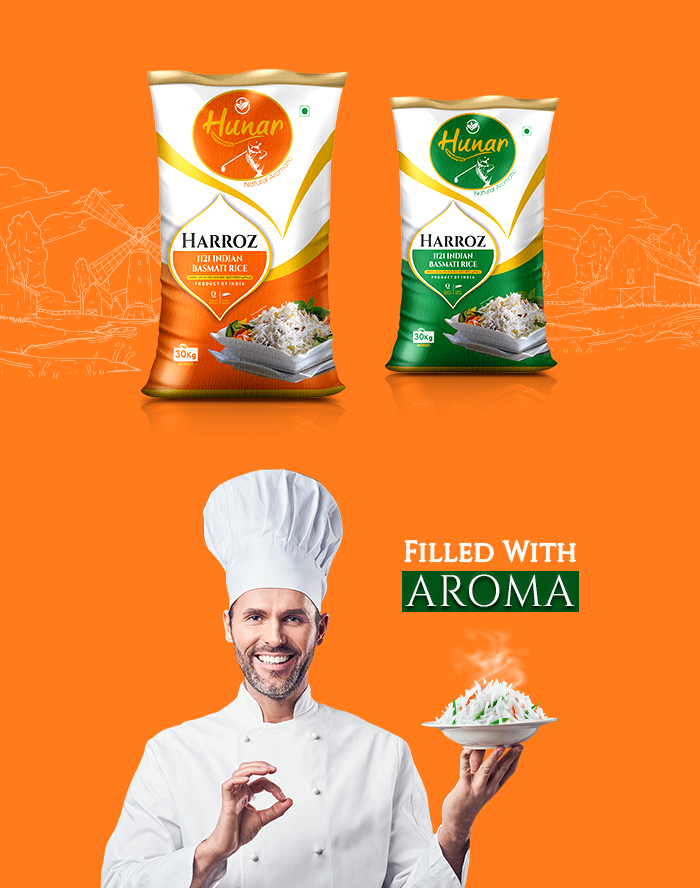 Hunar
Natural Aromatic
HARROZ
1121 INDIAN
BASMATI RICE
PRODUCT OF INDIA
30Kg
Hunar
Natural Aromatic
HARROZ
1121 INDIAN
BASMATI RICE
PRODUCT OF INDIA
30Kg
FILLED WITH
AROMA